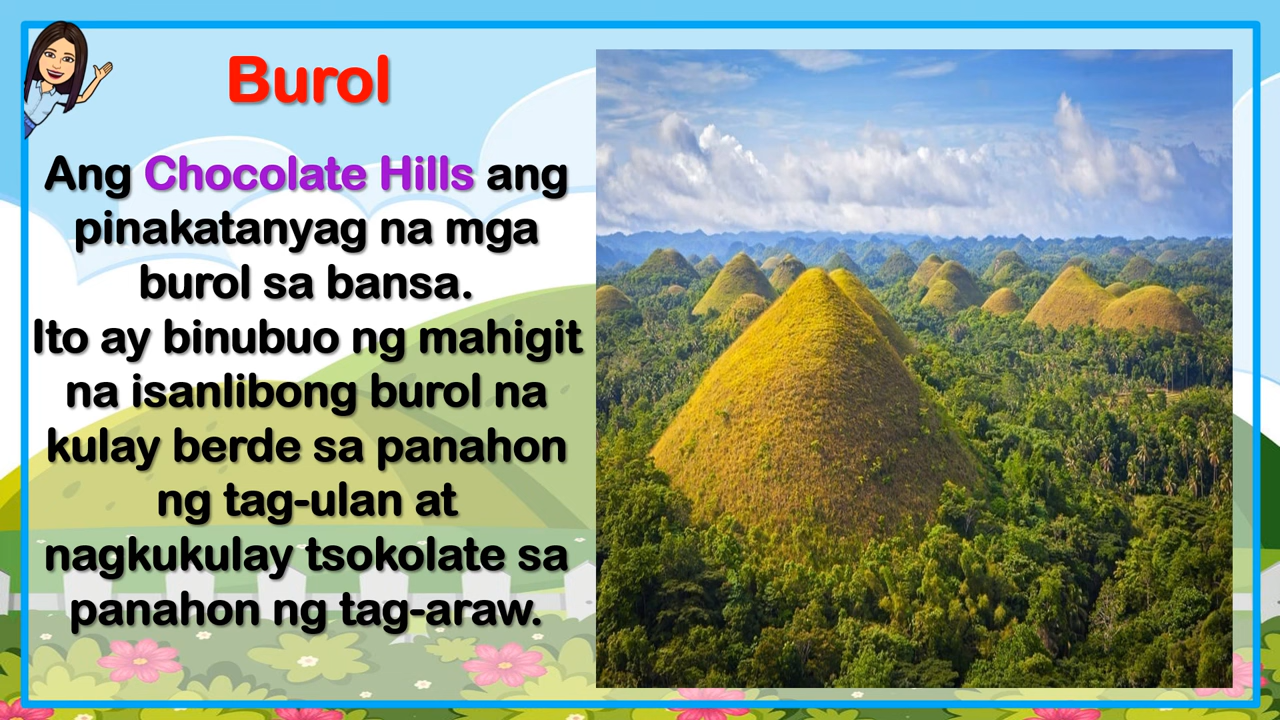 Burol
Ang Chocolate Hills ang
pinakatanyag na mga
burol sa bansa.
Ito ay binubuo ng mahigit
na isanlibong burol na
kulay berde sa panahon
ng tag-ulan at
nagkukulay tsokolate sa
panahon ng tag-araw.